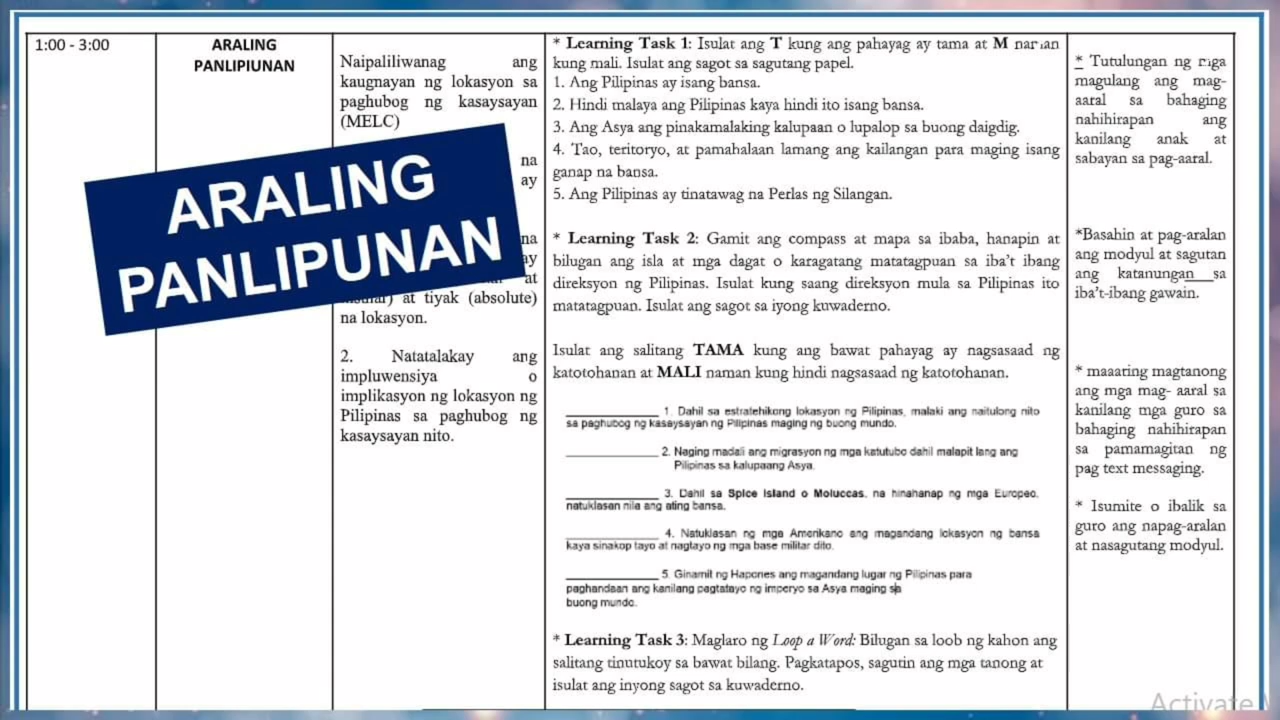 1:00 - 3:00
ARALING
PANLIPIUNAN
Naipaliliwanag ang
kaugnayan ng lokasyon sa
paghubog ng kasaysayan
(MELC)
na
ay
na
at
at tiyak (absolute)
na lokasyon.
2. Natatalakay ang
impluwensiya o
implikasyon ng lokasyon ng
Pilipinas sa paghubog ng
kasaysayan nito.
ARALING
PANLIPUNAN
* Learning Task 1: Isulat ang T kung ang pahayag ay tama at M naman
kung mali. Isulat ang sagot sa sagutang papel.
1. Ang Pilipinas ay isang bansa.
2. Hindi malaya ang Pilipinas kaya hindi ito isang bansa.
3. Ang Asya ang pinakamalaking kalupaan o lupalop sa buong daigdig.
4. Tao, teritoryo, at pamahalaan lamang ang kailangan para maging isang
ganap na bansa.
5. Ang Pilipinas ay tinatawag na Perlas ng Silangan.
* Learning Task 2: Gamit ang compass at mapa sa ibaba, hanapin at
bilugan ang isla at mga dagat o karagatang matatagpuan sa iba't ibang
direksyon ng Pilipinas. Isulat kung saang direksyon mula sa Pilipinas ito
matatagpuan. Isulat ang sagot sa iyong kuwaderno.
Isulat ang salitang TAMA kung ang bawat pahayag ay nagsasaad ng
katotohanan at MALI naman kung hindi nagsasaad ng katotohanan.
____________ 1. Dahil sa estratehikong lokasyon ng Pilipinas, malaki ang naitulong nito
sa paghubog ng kasaysayan ng Pilipinas maging ng buong mundo.
____________ 2. Naging madali ang migrasyon ng mga katutubo dahil malapit lang ang
Pilipinas sa kalupaang Asya.
____________ 3. Dahil sa Spice Island o Moluccas, na hinahanap ng mga Europeo,
natuklasan nila ang ating bansa.
____________ 4. Natuklasan ng mga Amerikano ang magandang lokasyon ng bansa
kaya sinakop tayo at nagtayo ng mga base militar dito.
____________ 5. Ginamit ng Hapones ang magandang lugar ng Pilipinas para
paghandaan ang kanilang pagtatayo ng imperyo sa Asya maging sa
buong mundo.
* Learning Task 3: Maglaro ng Loop a Word: Bilugan sa loob ng kahon ang
salitang tinutukoy sa bawat bilang. Pagkatapos, sagutin ang mga tanong at
isulat ang inyong sagot sa kuwaderno.
* Tutulungan ng mga
magulang ang mag-
aaral sa bahaging
nahihirapan ang
kanilang anak at
sabayan sa pag-aaral.
*Basahin at pag-aralan
ang modyul at sagutan
ang katanungan sa
iba't-ibang gawain.
* maaaring magtanong
ang mga mag- aaral sa
kanilang mga guro sa
bahaging nahihirapan
sa pamamagitan ng
pag text messaging.
* Isumite o ibalik sa
guro ang napag-aralan
at nasagutang modyul.
Activate